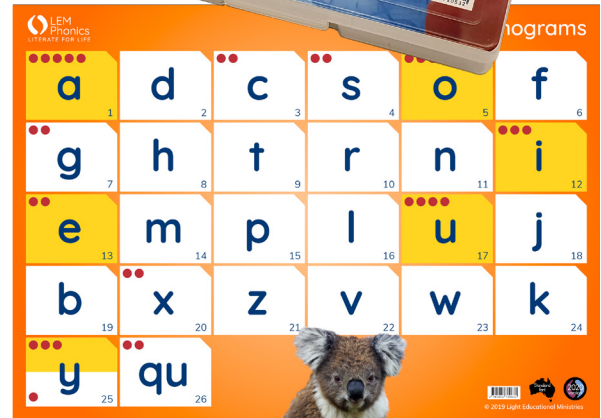 LEM
Phonics
LITERATE FOR LIFE
nograms
a d c s o f
1 2 3 4 5 6
g h t r n i
7 8 9 10 11 12
e m p l u j
13 14 15 16 17 18
b x z v w k
19 20 21 22 23 24
y qu
25 26
© 2019 Light Educational Ministries